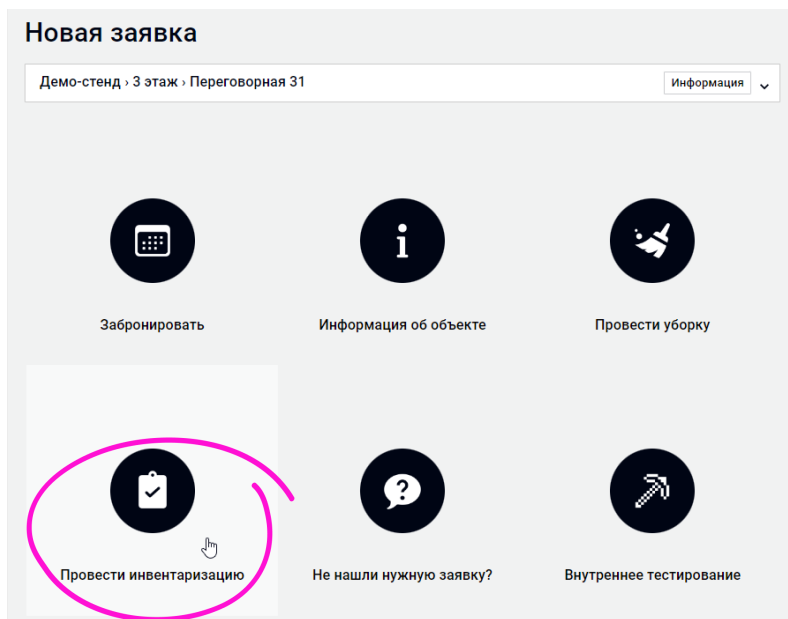 Новая заявка
Демо-стенд › 3 этаж › Переговорная 31
Информация
Забронировать
Информация об объекте
Провести уборку
Провести инвентаризацию
Не нашли нужную заявку?
Внутреннее тестирование